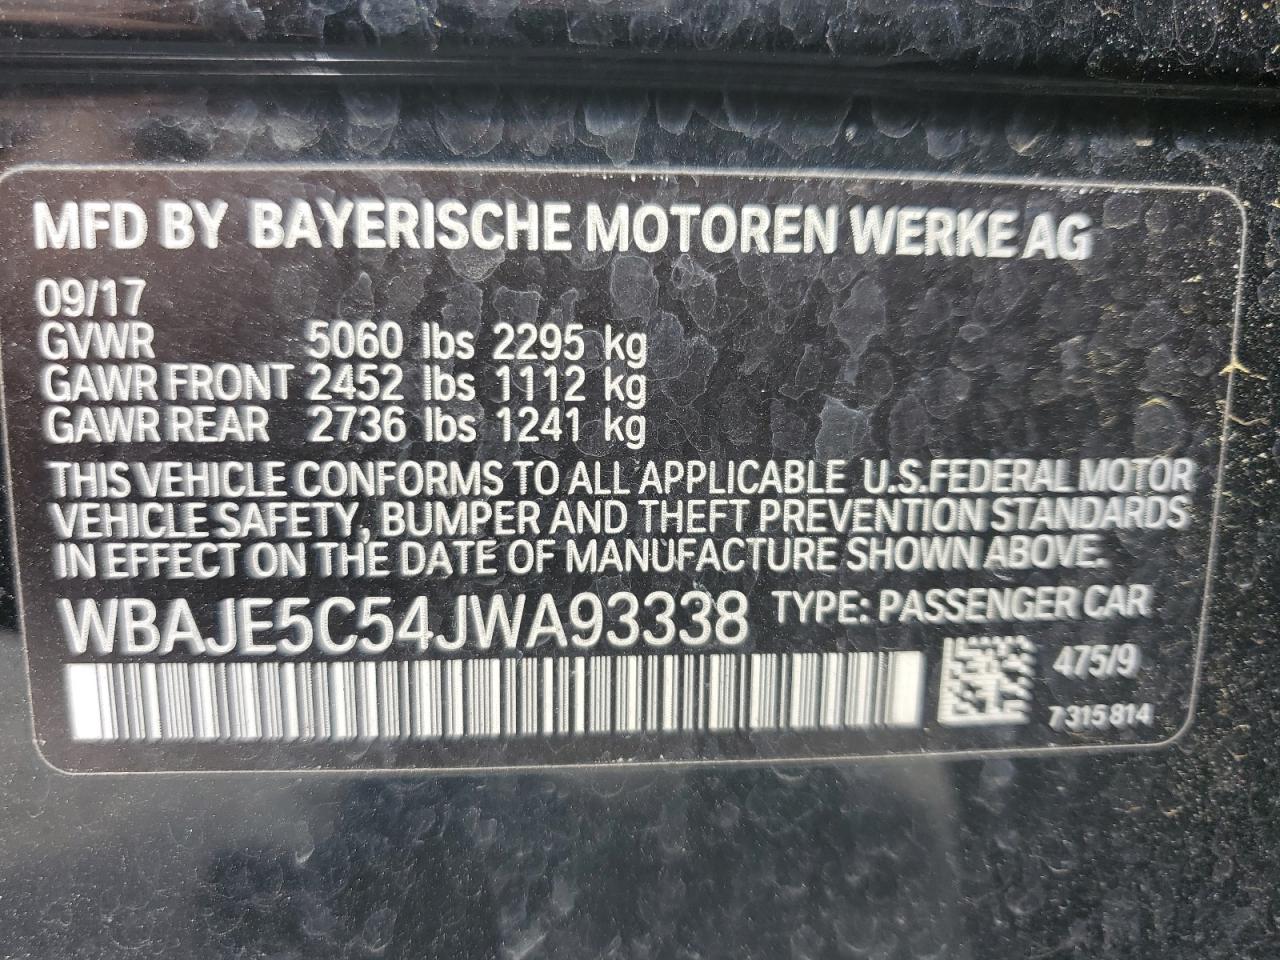 MFD BY BAYERISCHE MOTOREN WERKE AG
09/17
GVWR 5060 lbs 2295 kg
GAWR FRONT 2452 lbs 1112 kg
GAWR REAR 2736 lbs 1241 kg
THIS VEHICLE CONFORMS TO ALL APPLICABLE U.S.FEDERAL MOTOR
VEHICLE SAFETY, BUMPER AND THEFT PREVENTION STANDARDS
IN EFFECT ON THE DATE OF MANUFACTURE SHOWN ABOVE.
WBAJE5C54JWA93338 TYPE: PASSENGER CAR
475/9
7 315 814